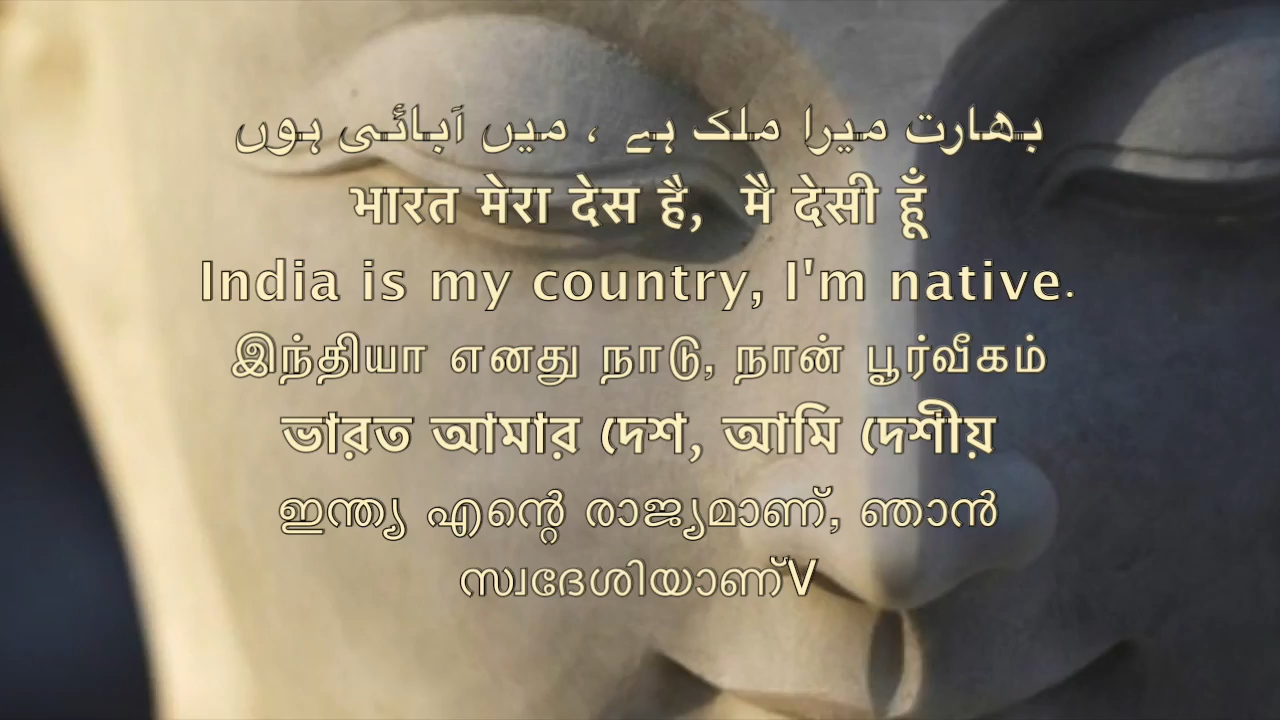 بھارت میرا ملک ہے ، میں آبائی ہوں
भारत मेरा देस है,  मै देसी हूँ
India is my country, I'm native.
இந்தியா எனது நாடு, நான் பூர்வீகம்
ভারত আমার দেশ, আমি দেশীয়
ഇന്ത്യ എന്റെ രാജ്യമാണ്, ഞാൻ
സ്വദേശിയാണ്V